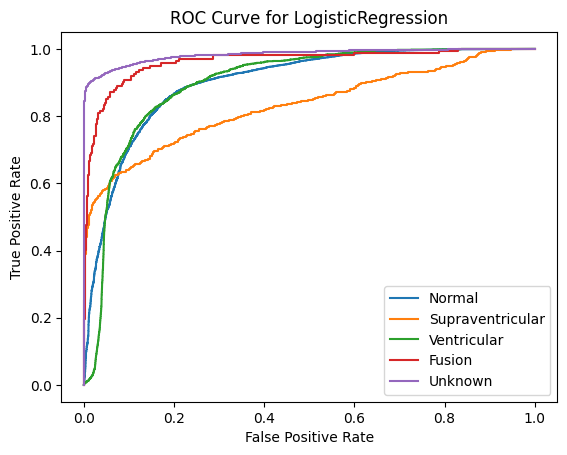 ROC Curve for LogisticRegression
1.0
0.8
0.6
0.4
0.2
0.0
True Positive Rate
Normal
Supraventricular
Ventricular
Fusion
Unknown
0.0 0.2 0.4 0.6 0.8 1.0
False Positive Rate